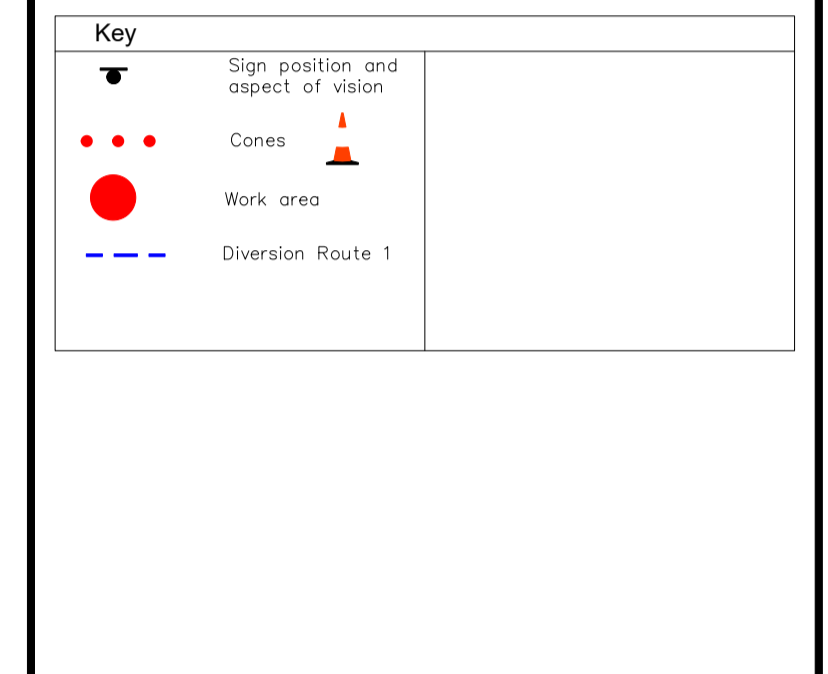 Key
Sign position and
aspect of vision
Cones
Work area
Diversion Route 1